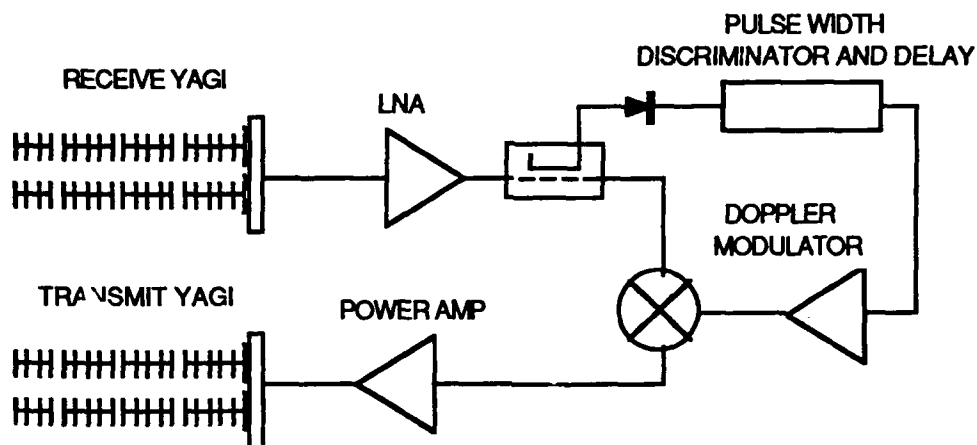 PULSE WIDTH
DISCRIMINATOR AND DELAY
RECEIVE YAGI
LNA
DOPPLER
MODULATOR
TRANSMIT YAGI
POWER AMP